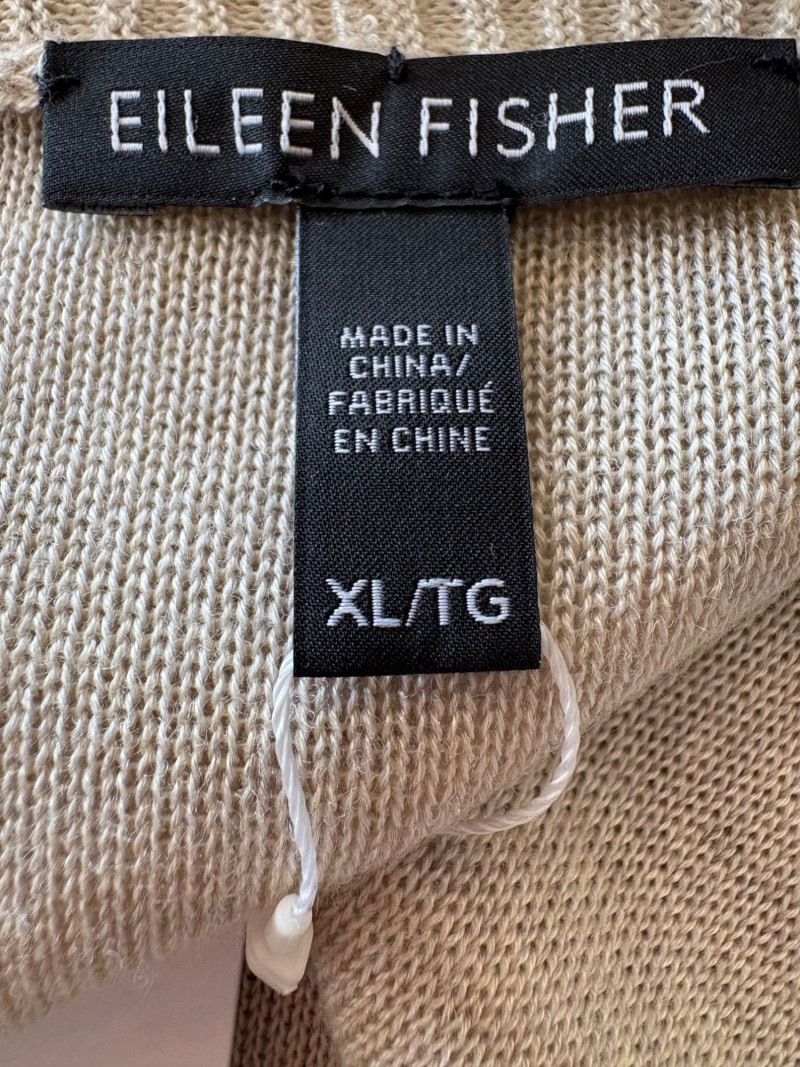 EILEEN FISHER
MADE IN
CHINA/
FABRIQUÉ
EN CHINE
XL/TG